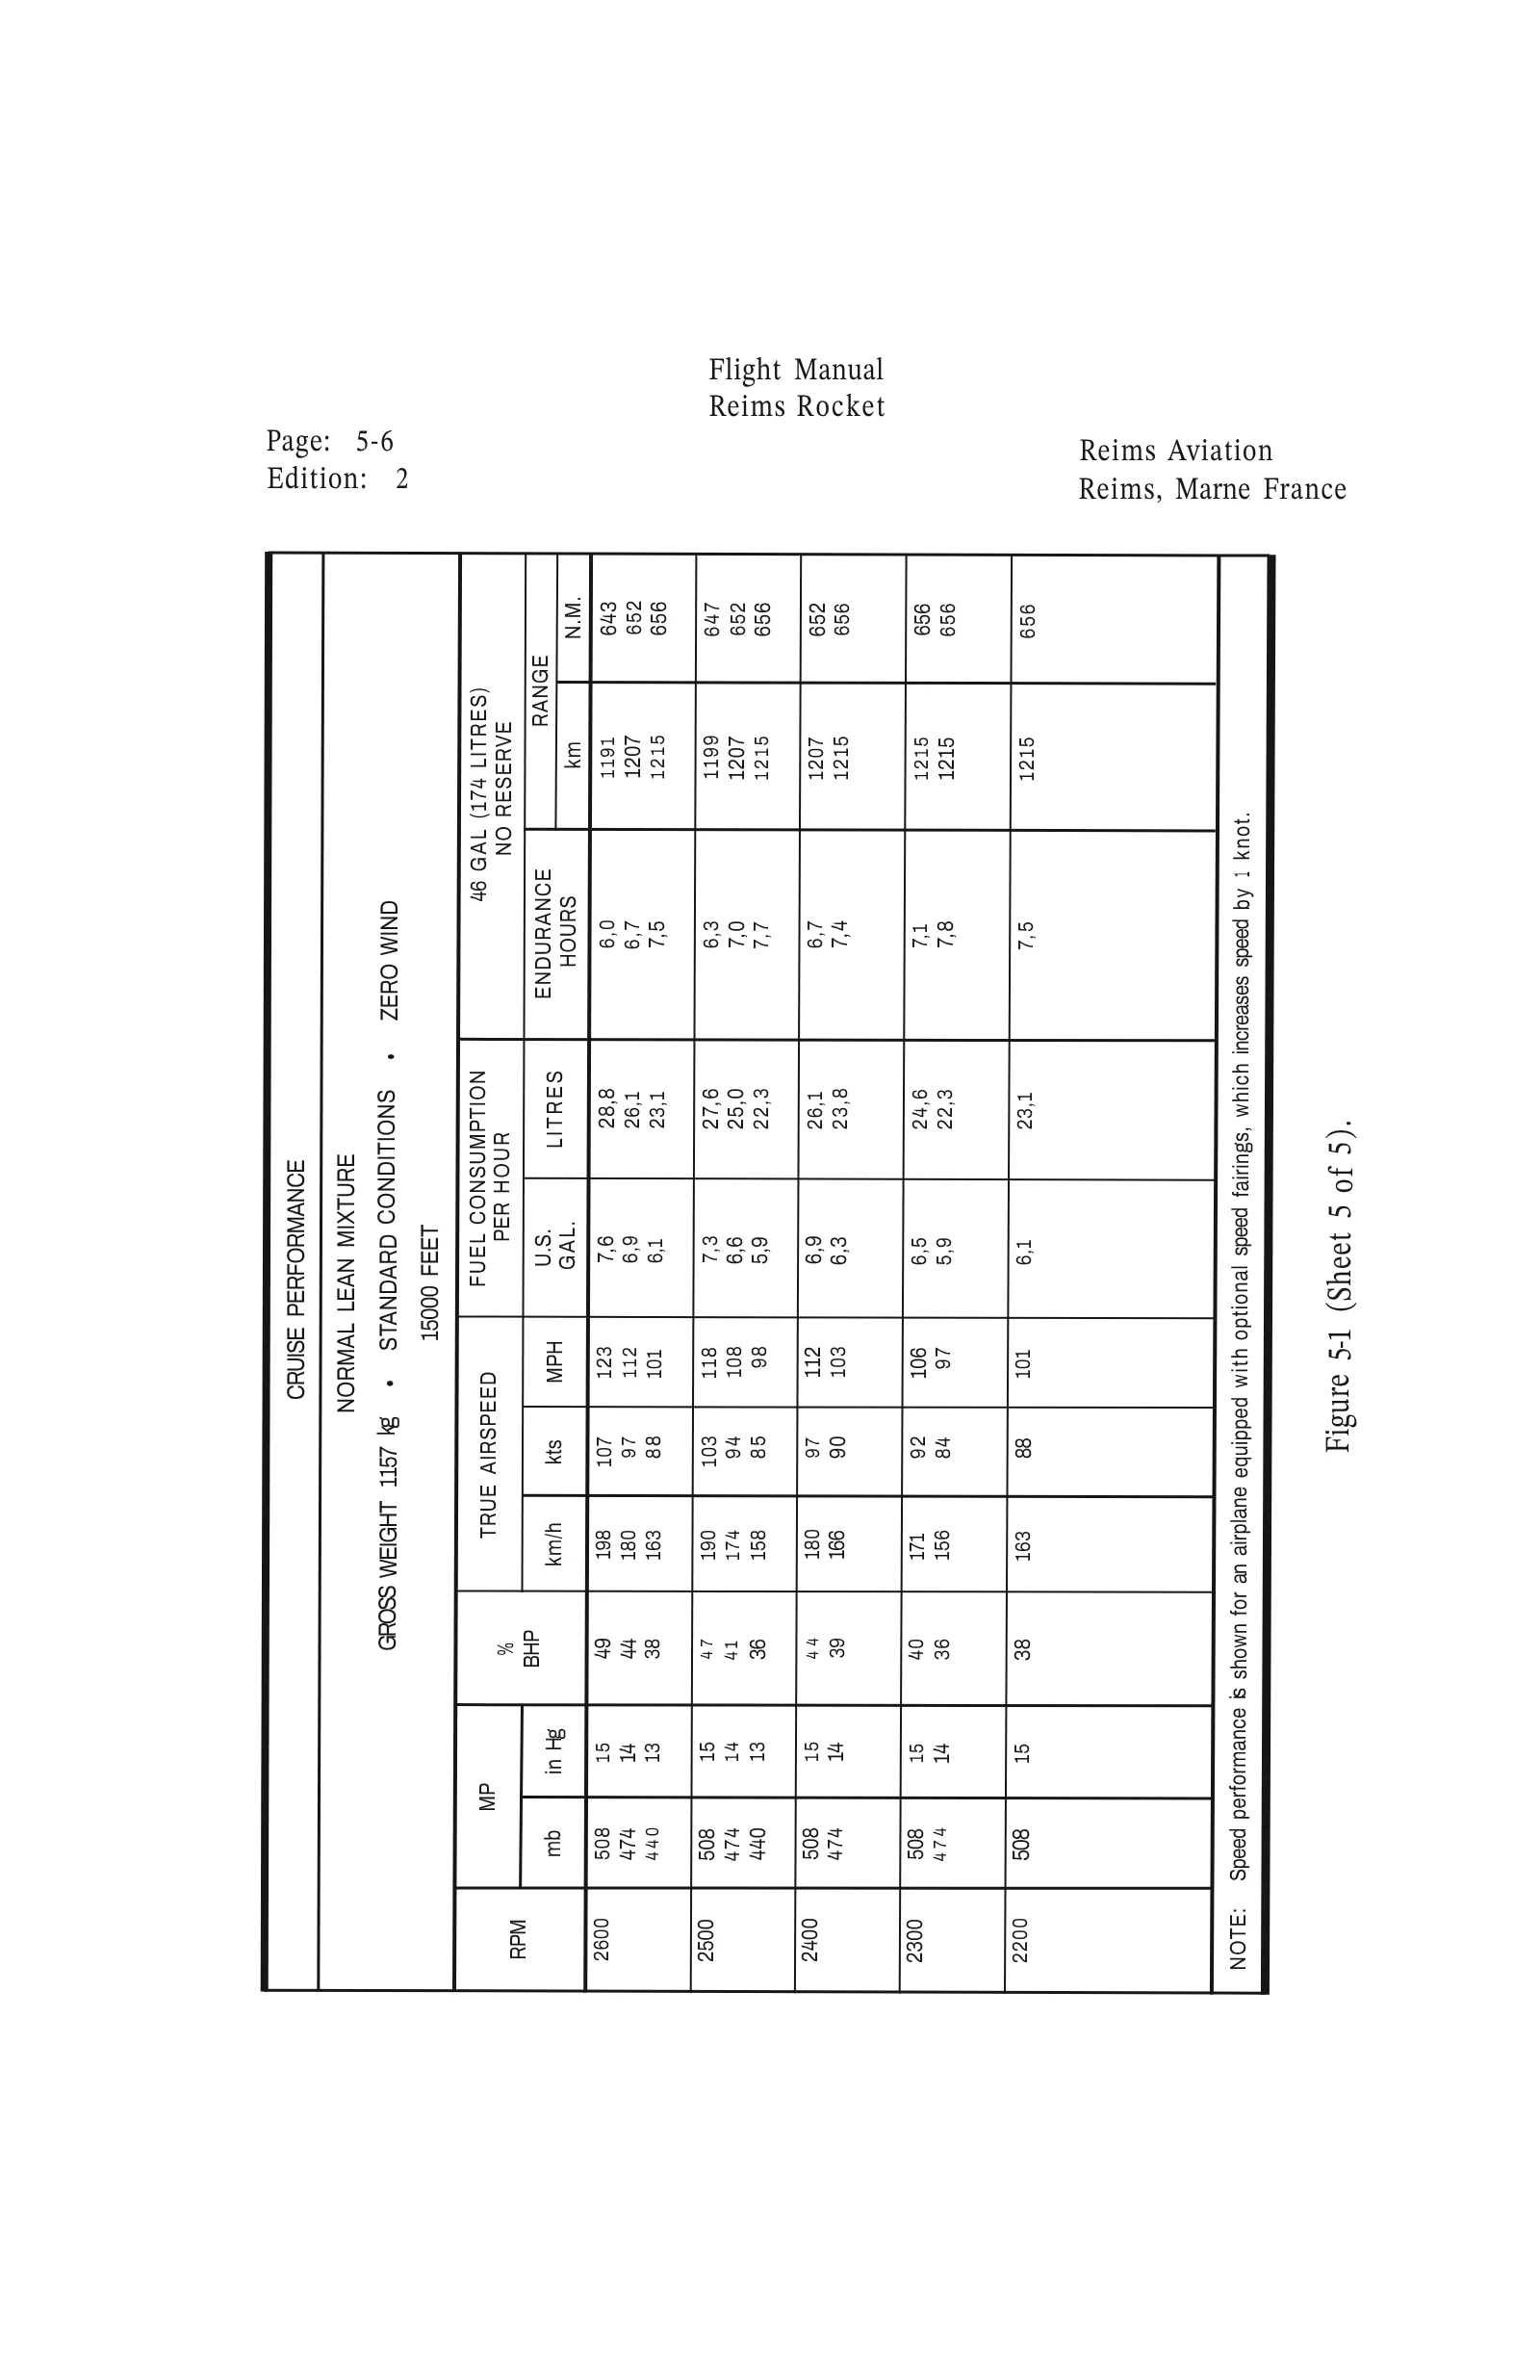 Flight Manual
Reims Rocket
Page: 5-6
Edition: 2
Reims Aviation
Reims, Marne France
CRUISE PERFORMANCE
NORMAL LEAN MIXTURE
GROSS WEIGHT 1157 kg • STANDARD CONDITIONS • ZERO WIND
15000 FEET
RPM MP % BHP TRUE AIRSPEED FUEL CONSUMPTION PER HOUR 46 GAL (174 LITRES) NO RESERVE
mb in Hg km/h kts MPH U.S. GAL. LITRES ENDURANCE HOURS RANGE
km N.M.
2600 508 15 49 198 107 123 7,6 28,8 6,0 1191 643
474 14 44 180 97 112 6,9 26,1 6,7 1207 652
440 13 38 163 88 101 6,1 23,1 7,5 1215 656
2500 508 15 47 190 103 118 7,3 27,6 6,3 1199 647
474 14 41 174 94 108 6,6 25,0 7,0 1207 652
440 13 36 158 85 98 5,9 22,3 7,7 1215 656
2400 508 15 44 180 97 112 6,9 26,1 6,7 1207 652
474 14 39 166 90 103 6,3 23,8 7,4 1215 656
2300 508 15 40 171 92 106 6,5 24,6 7,1 1215 656
474 14 36 156 84 97 5,9 22,3 7,8 1215 656
2200 508 15 38 163 88 101 6,1 23,1 7,5 1215 656
NOTE: Speed performance is shown for an airplane equipped with optional speed fairings, which increases speed by 1 knot.
Figure 5-1 (Sheet 5 of 5).